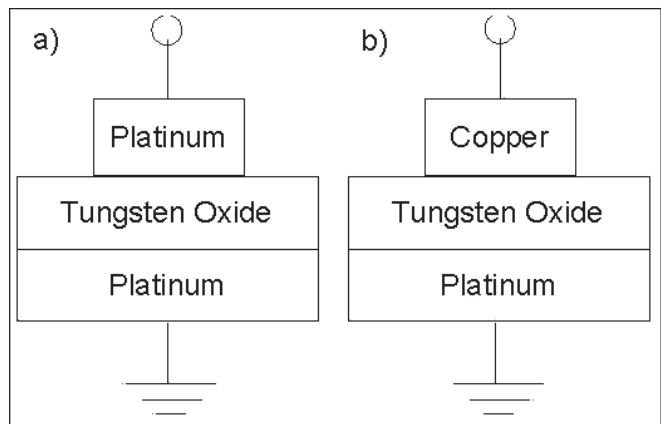 a)
Platinum
Tungsten Oxide
Platinum
b)
Copper
Tungsten Oxide
Platinum